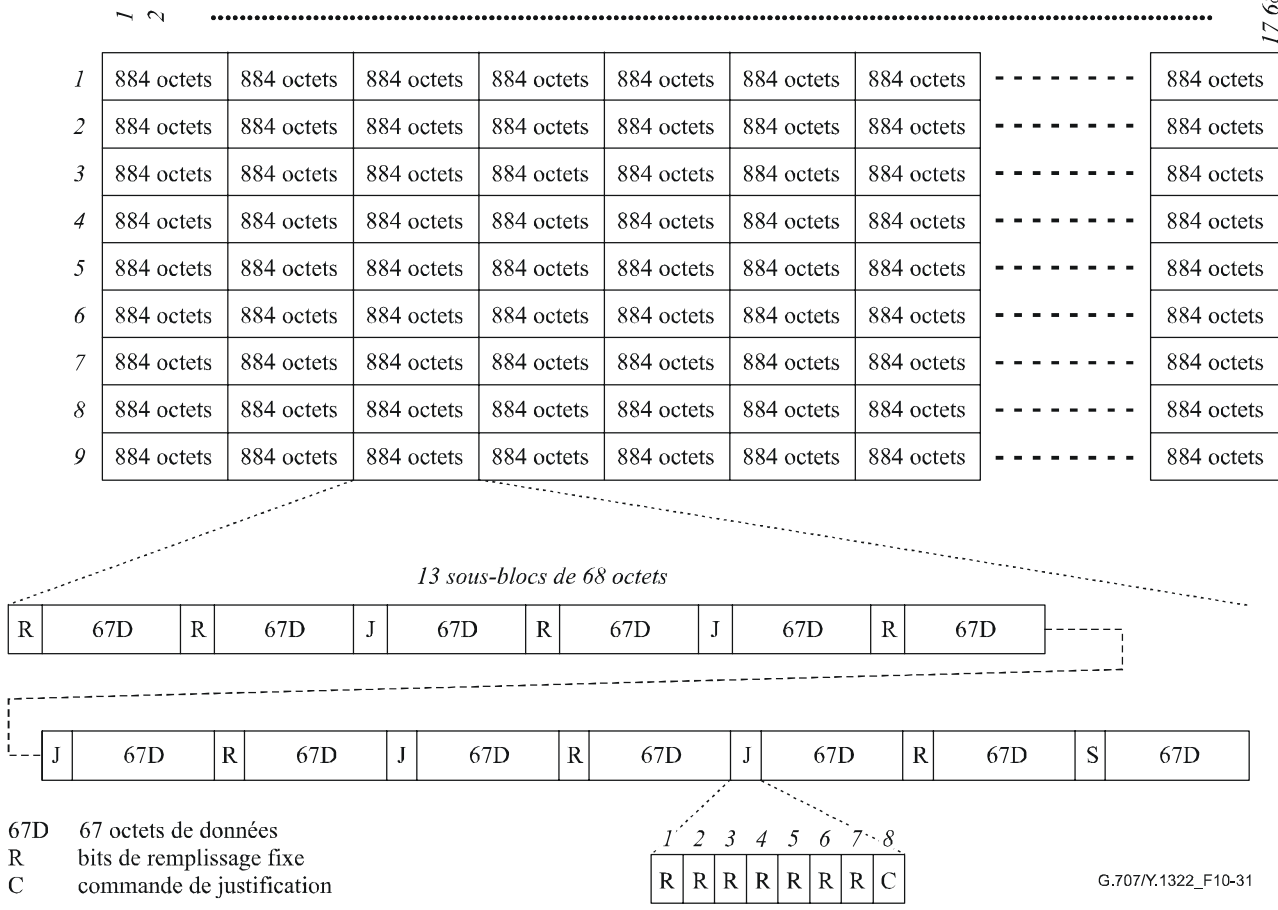 1 2
1 884 octets 884 octets 884 octets 884 octets 884 octets 884 octets 884 octets 884 octets
2 884 octets 884 octets 884 octets 884 octets 884 octets 884 octets 884 octets 884 octets
3 884 octets 884 octets 884 octets 884 octets 884 octets 884 octets 884 octets 884 octets
4 884 octets 884 octets 884 octets 884 octets 884 octets 884 octets 884 octets 884 octets
5 884 octets 884 octets 884 octets 884 octets 884 octets 884 octets 884 octets 884 octets
6 884 octets 884 octets 884 octets 884 octets 884 octets 884 octets 884 octets 884 octets
7 884 octets 884 octets 884 octets 884 octets 884 octets 884 octets 884 octets 884 octets
8 884 octets 884 octets 884 octets 884 octets 884 octets 884 octets 884 octets 884 octets
9 884 octets 884 octets 884 octets 884 octets 884 octets 884 octets 884 octets 884 octets
13 sous-blocs de 68 octets
R 67D R 67D J 67D R 67D J 67D R 67D
J 67D R 67D J 67D R 67D J 67D R 67D S 67D
67D 67 octets de données
R bits de remplissage fixe
C commande de justification
1 2 3 4 5 6 7 8
R R R R R R R C
G.707/Y.1322_F10-31